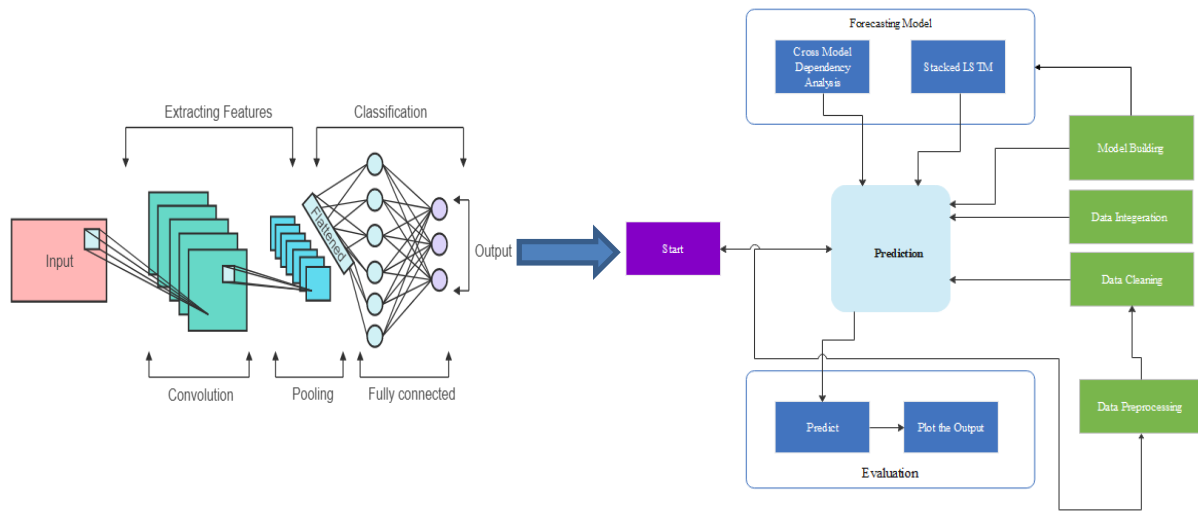 Extracting Features
Classification
Input
Flattened
Output
Convolution
Pooling
Fully connected
Start
Forecasting Model
Cross Model
Dependency
Analysis
Stacked LSTM
Prediction
Model Building
Data Integeration
Data Cleaning
Data Preprocessing
Predict
Plot the Output
Evaluation